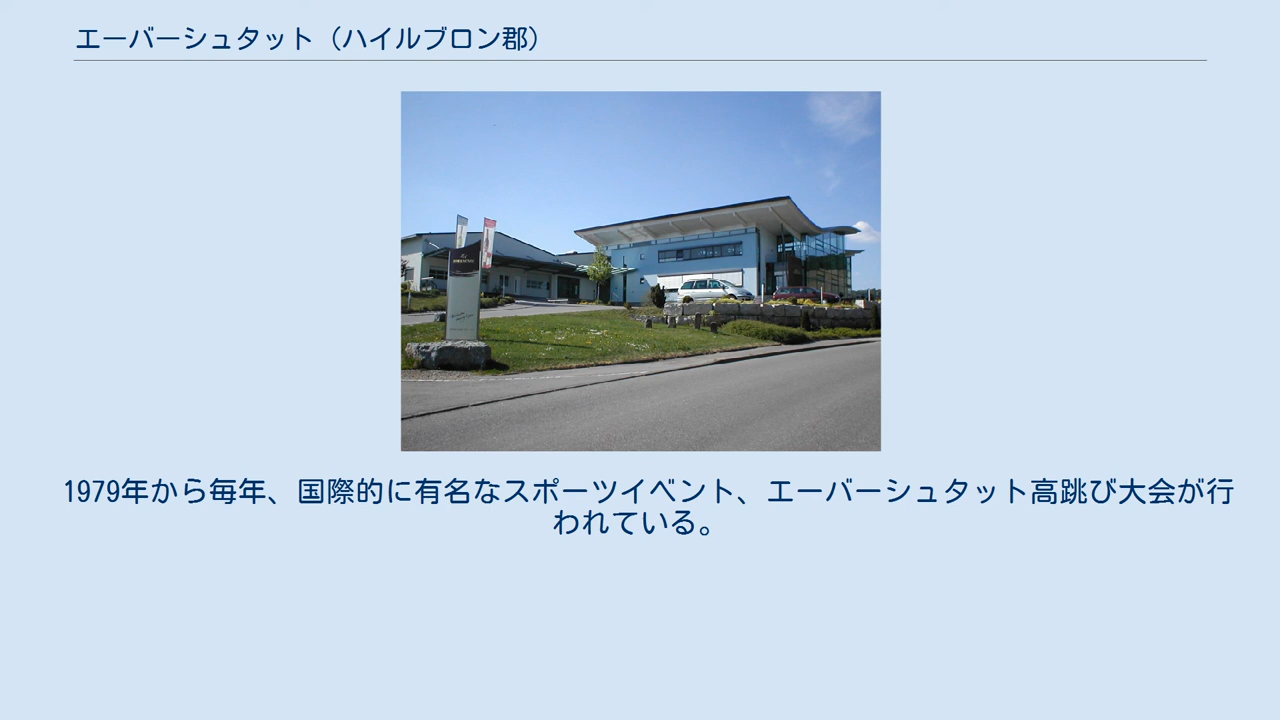 エーバーシュタット（ハイルブロン郡）
1979年から毎年、国際的に有名なスポーツイベント、エーバーシュタット高跳び大会が行
われている。